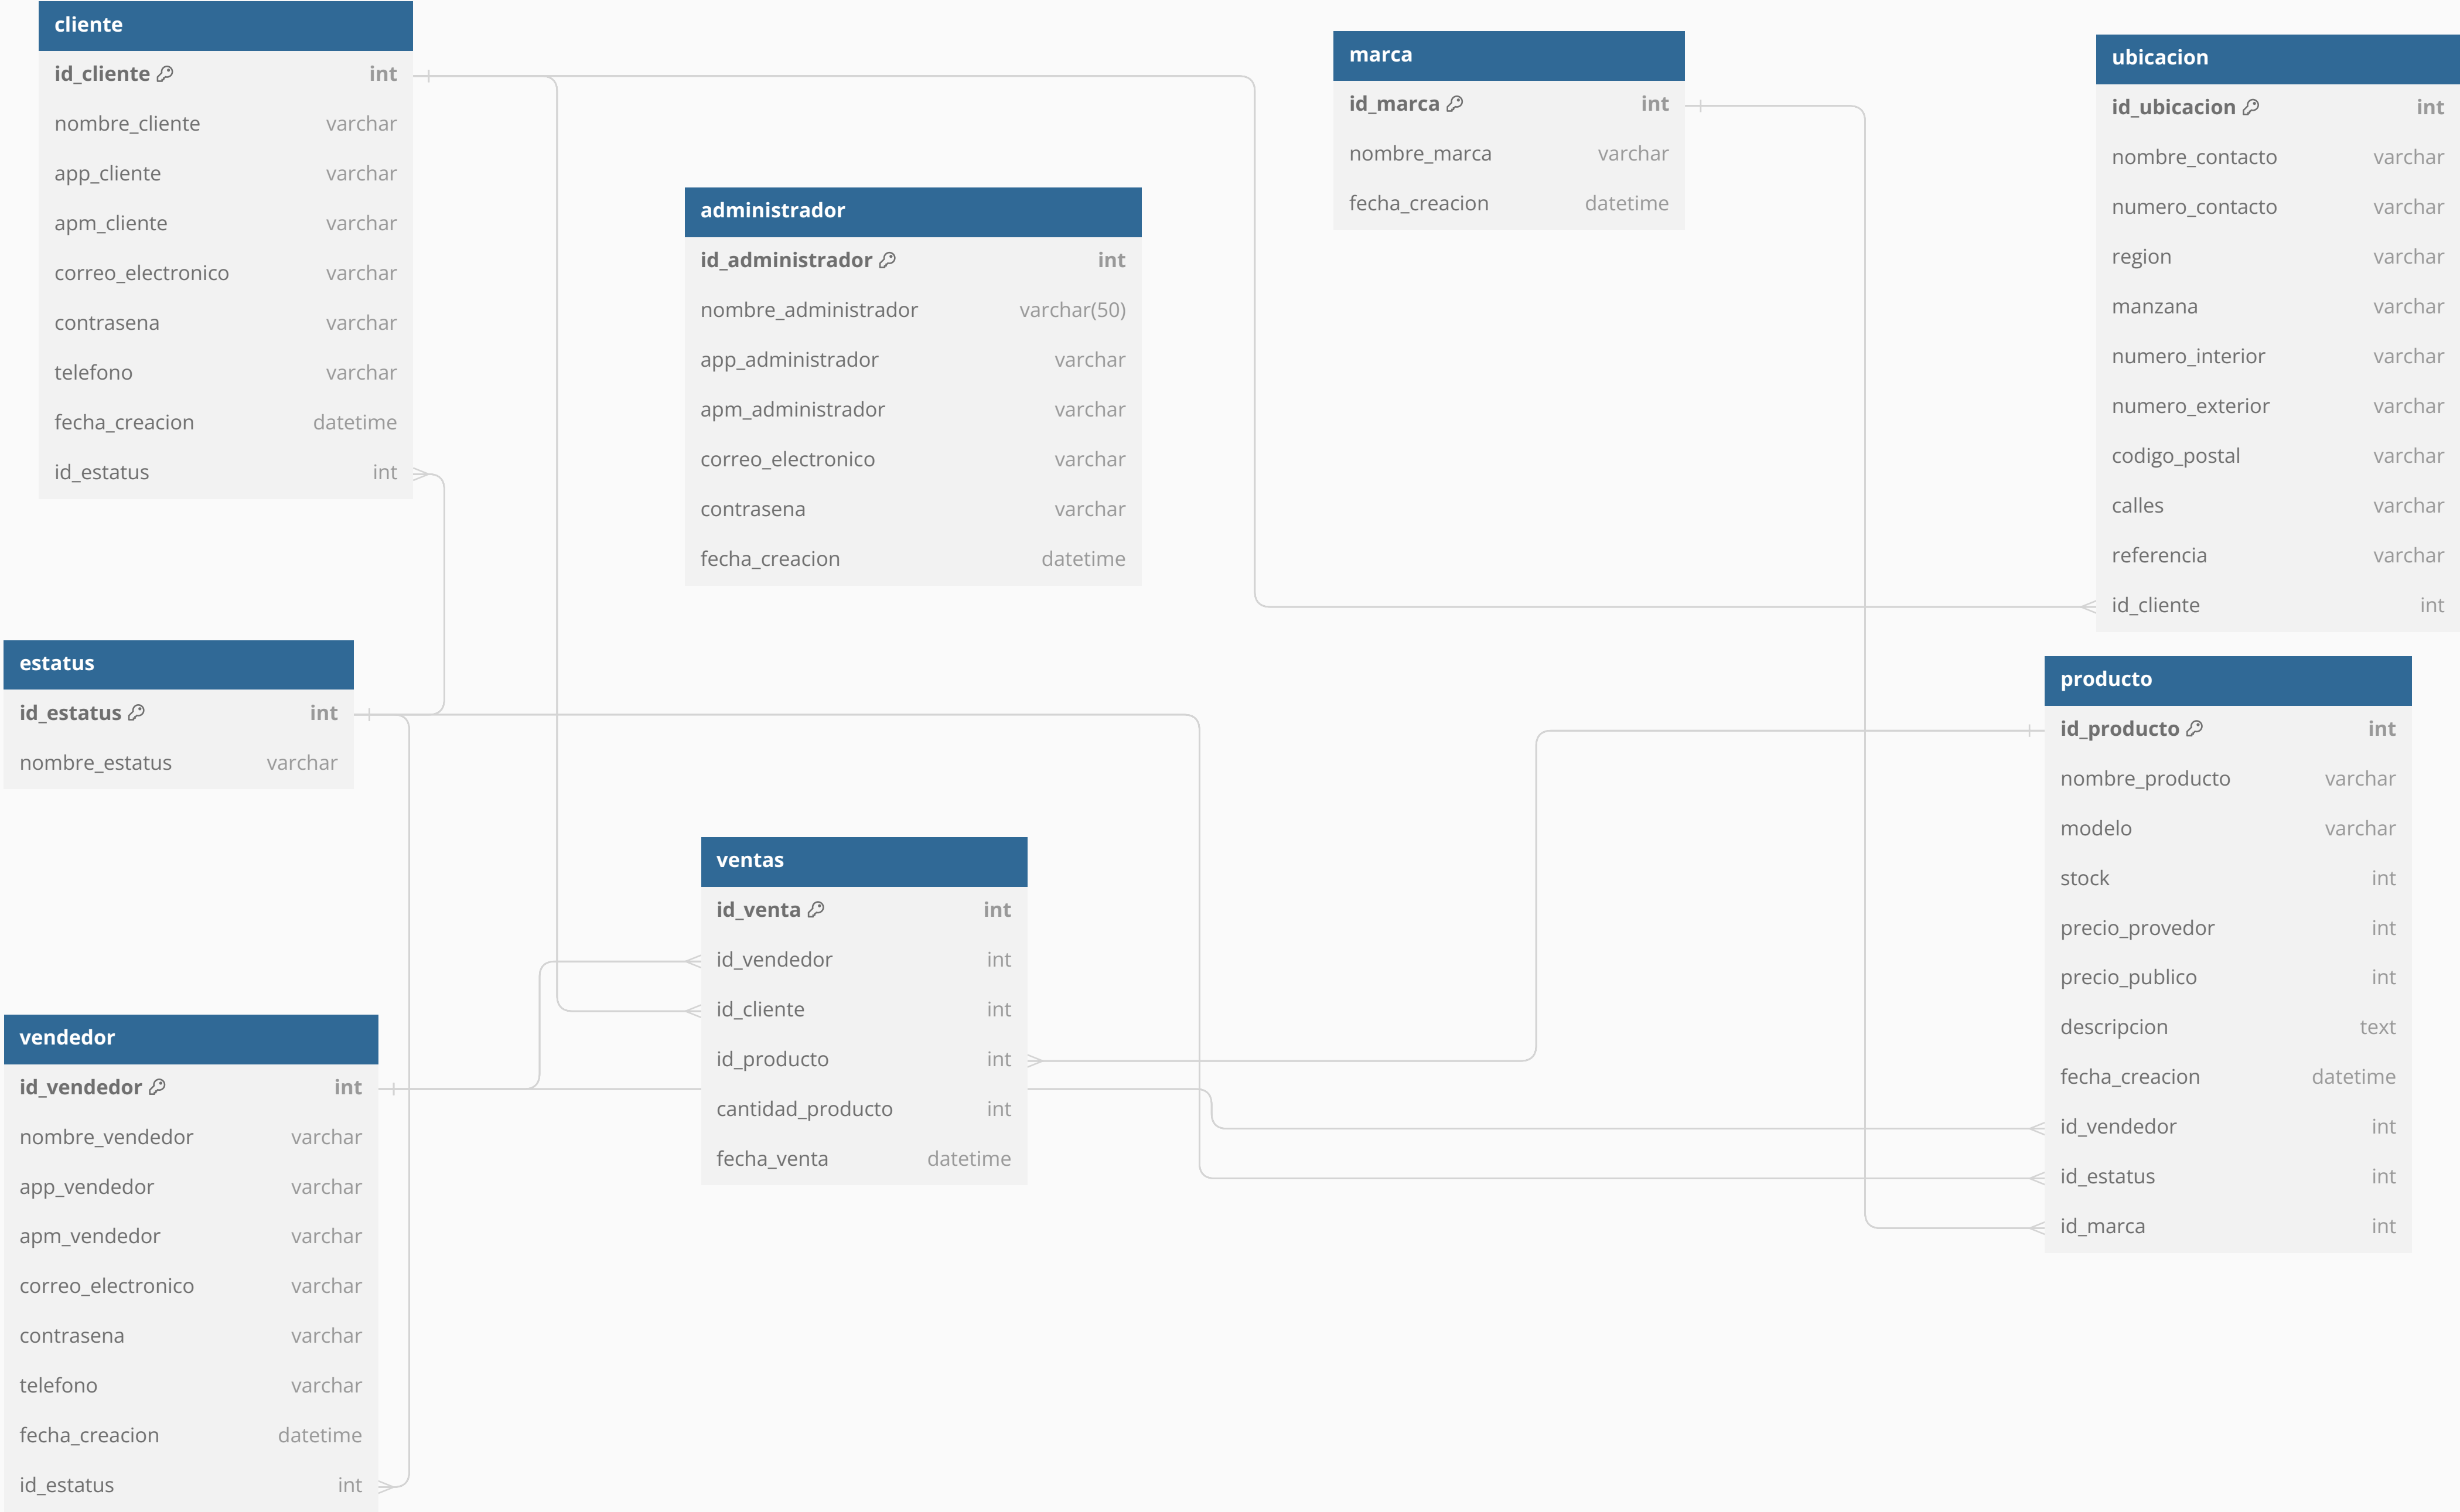 cliente
id_cliente int
nombre_cliente varchar
app_cliente varchar
apm_cliente varchar
correo_electronico varchar
contrasena varchar
telefono varchar
fecha_creacion datetime
id_estatus int
administrador
id_administrador int
nombre_administrador varchar(50)
app_administrador varchar
apm_administrador varchar
correo_electronico varchar
contrasena varchar
fecha_creacion datetime
marca
id_marca int
nombre_marca varchar
fecha_creacion datetime
ubicacion
id_ubicacion int
nombre_contacto varchar
numero_contacto varchar
region varchar
manzana varchar
numero_interior varchar
numero_exterior varchar
codigo_postal varchar
calles varchar
referencia varchar
id_cliente int
estatus
id_estatus int
nombre_estatus varchar
ventas
id_venta int
id_vendedor int
id_cliente int
id_producto int
cantidad_producto int
fecha_venta datetime
producto
id_producto int
nombre_producto varchar
modelo varchar
stock int
precio_provedor int
precio_publico int
descripcion text
fecha_creacion datetime
id_vendedor int
id_estatus int
id_marca int
vendedor
id_vendedor int
nombre_vendedor varchar
app_vendedor varchar
apm_vendedor varchar
correo_electronico varchar
contrasena varchar
telefono varchar
fecha_creacion datetime
id_estatus int